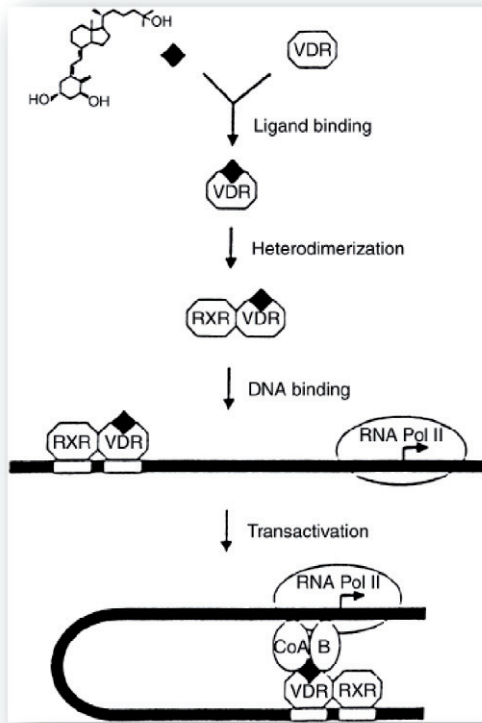 OH
VDR
HO
OH
Ligand binding
VDR
Heterodimerization
RXR VDR
DNA binding
RXR VDR
RNA Pol II
Transactivation
RNA Pol II
CoA B
VDR RXR